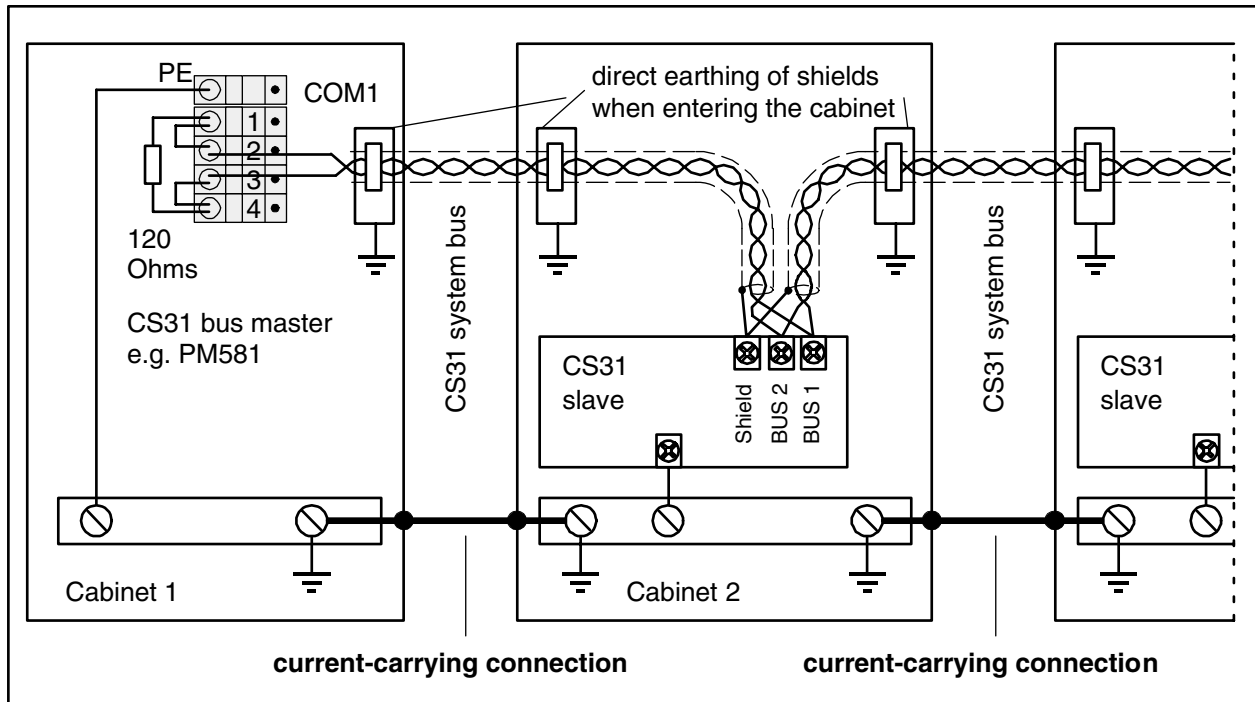 PE
COM1
1
2
3
4
120
Ohms
CS31 bus master
e.g. PM581
Cabinet 1
CS31 system bus
direct earthing of shields
when entering the cabinet
CS31
slave
Shield
BUS 2
BUS 1
Cabinet 2
CS31 system bus
CS31
slave
current-carrying connection
current-carrying connection